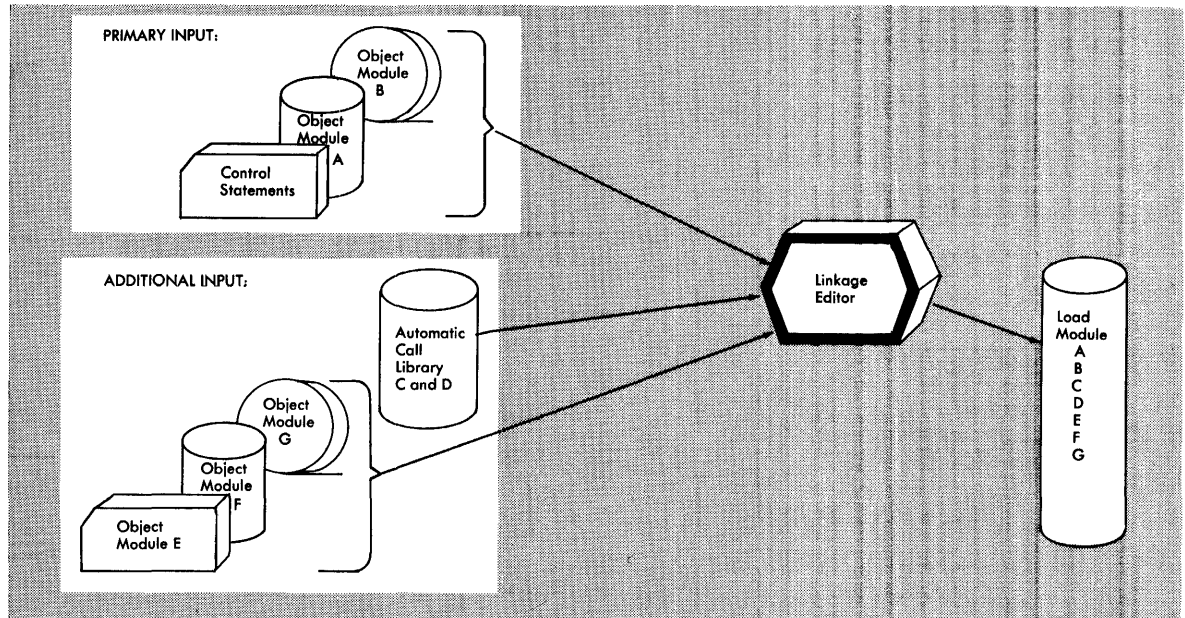 PRIMARY INPUT:
Object
Module
B
Object
Module
A
Control
Statements
ADDITIONAL INPUT:
Automatic
Call
Library
C and D
Object
Module
G
Object
Module
F
Object
Module E
Linkage
Editor
Load
Module
A
B
C
D
E
F
G